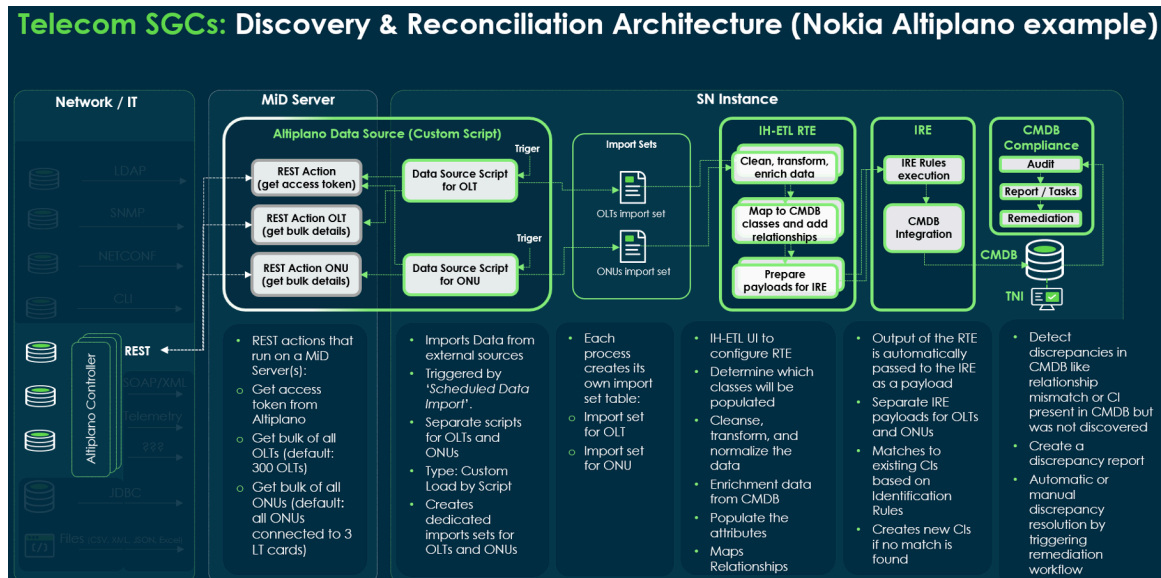 Telecom SGCs: Discovery & Reconciliation Architecture (Nokia Altiplano example)
Network / IT
LDAP
SNMP
NETCONF
CLI
REST
Altiplano Controller
SOAP/XML
Telemetry
???
JDBC
Files (CSV, XML, JSON, Excel)
MiD Server
SN Instance
Altiplano Data Source (Custom Script)
REST Action
(get access token)
REST Action OLT
(get bulk details)
REST Action ONU
(get bulk details)
Triger
Data Source Script
for OLT
Triger
Data Source Script
for ONU
Import Sets
OLTs import set
ONUs import set
IH-ETL RTE
Clean, transform,
enrich data
Map to CMDB
classes and add
relationships
Prepare
payloads for IRE
IRE
IRE Rules
execution
CMDB
Integration
CMDB
Compliance
Audit
Report / Tasks
Remediation
CMDB
TNI
• REST actions that
run on a MiD
Server(s):
o Get access
token from
Altiplano
o Get bulk of all
OLTs (default:
300 OLTs)
o Get bulk of all
ONUs (default:
all ONUs
connected to 3
LT cards)
• Imports Data from
external sources
• Triggered by
‘Scheduled Data
Import’.
• Separate scripts
for OLTs and
ONUs
• Type: Custom
Load by Script
• Creates
dedicated
imports sets for
OLTs and ONUs
• Each
process
creates its
own import
set table:
o Import set
for OLT
o Import set
for ONU
• IH-ETL UI to
configure RTE
• Determine which
classes will be
populated
• Cleanse,
transform, and
normalize the
data
• Enrichment data
from CMDB
• Populate the
attributes
• Maps
Relationships
• Output of the RTE
is automatically
passed to the IRE
as a payload
• Separate IRE
payloads for OLTs
and ONUs
• Matches to
existing CIs
based on
Identification
Rules
• Creates new CIs
if no match is
found
• Detect
discrepancies in
CMDB like
relationship
mismatch or CI
present in CMDB but
was not discovered
• Create a
discrepancy report
• Automatic or
manual
discrepancy
resolution by
triggering
remediation
workflow